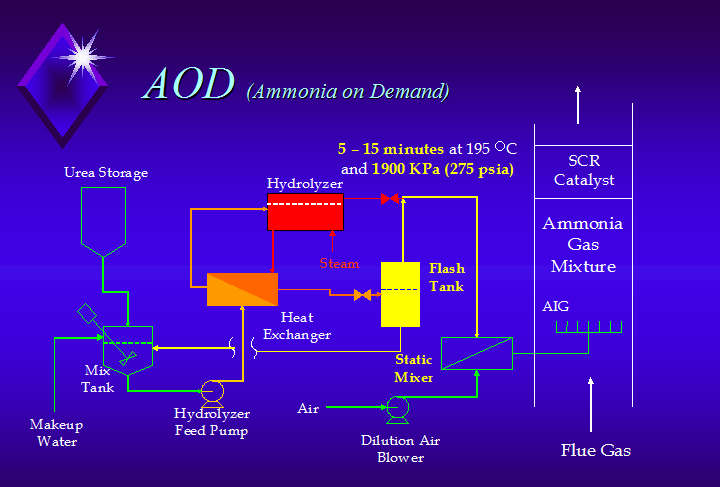 AOD (Ammonia on Demand)
5 – 15 minutes at 195 °C
and 1900 KPa (275 psia)
Urea Storage
Hydrolyzer
SCR
Catalyst
Ammonia
Gas
Mixture
Steam
Flash
Tank
AIG
Heat
Exchanger
Static
Mixer
Mix
Tank
Makeup
Water
Hydrolyzer
Feed Pump
Air
Dilution Air
Blower
Flue Gas